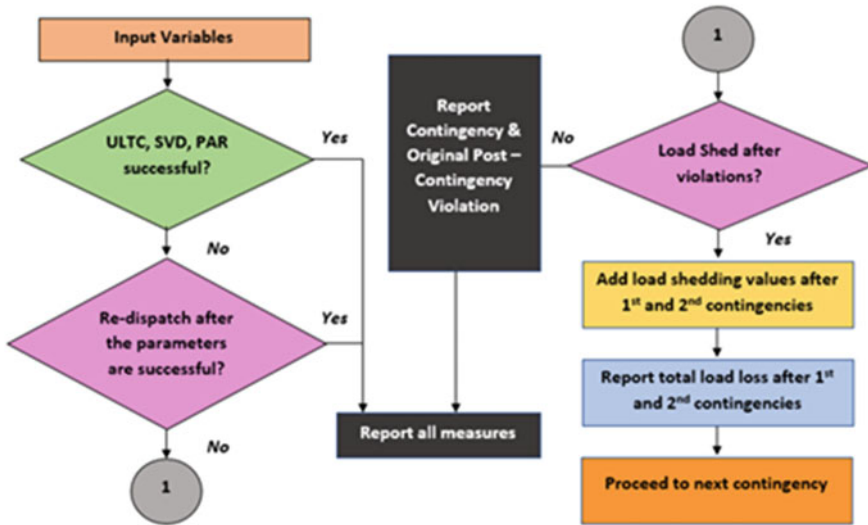 Input Variables
ULTC, SVD, PAR
successful?
Yes
No
Re-dispatch after
the parameters
are successful?
Yes
No
1
Report
Contingency &
Original Post –
Contingency
Violation
Report all measures
1
No
Load Shed after
violations?
Yes
Add load shedding values after
1st and 2nd contingencies
Report total load loss after 1st
and 2nd contingencies
Proceed to next contingency